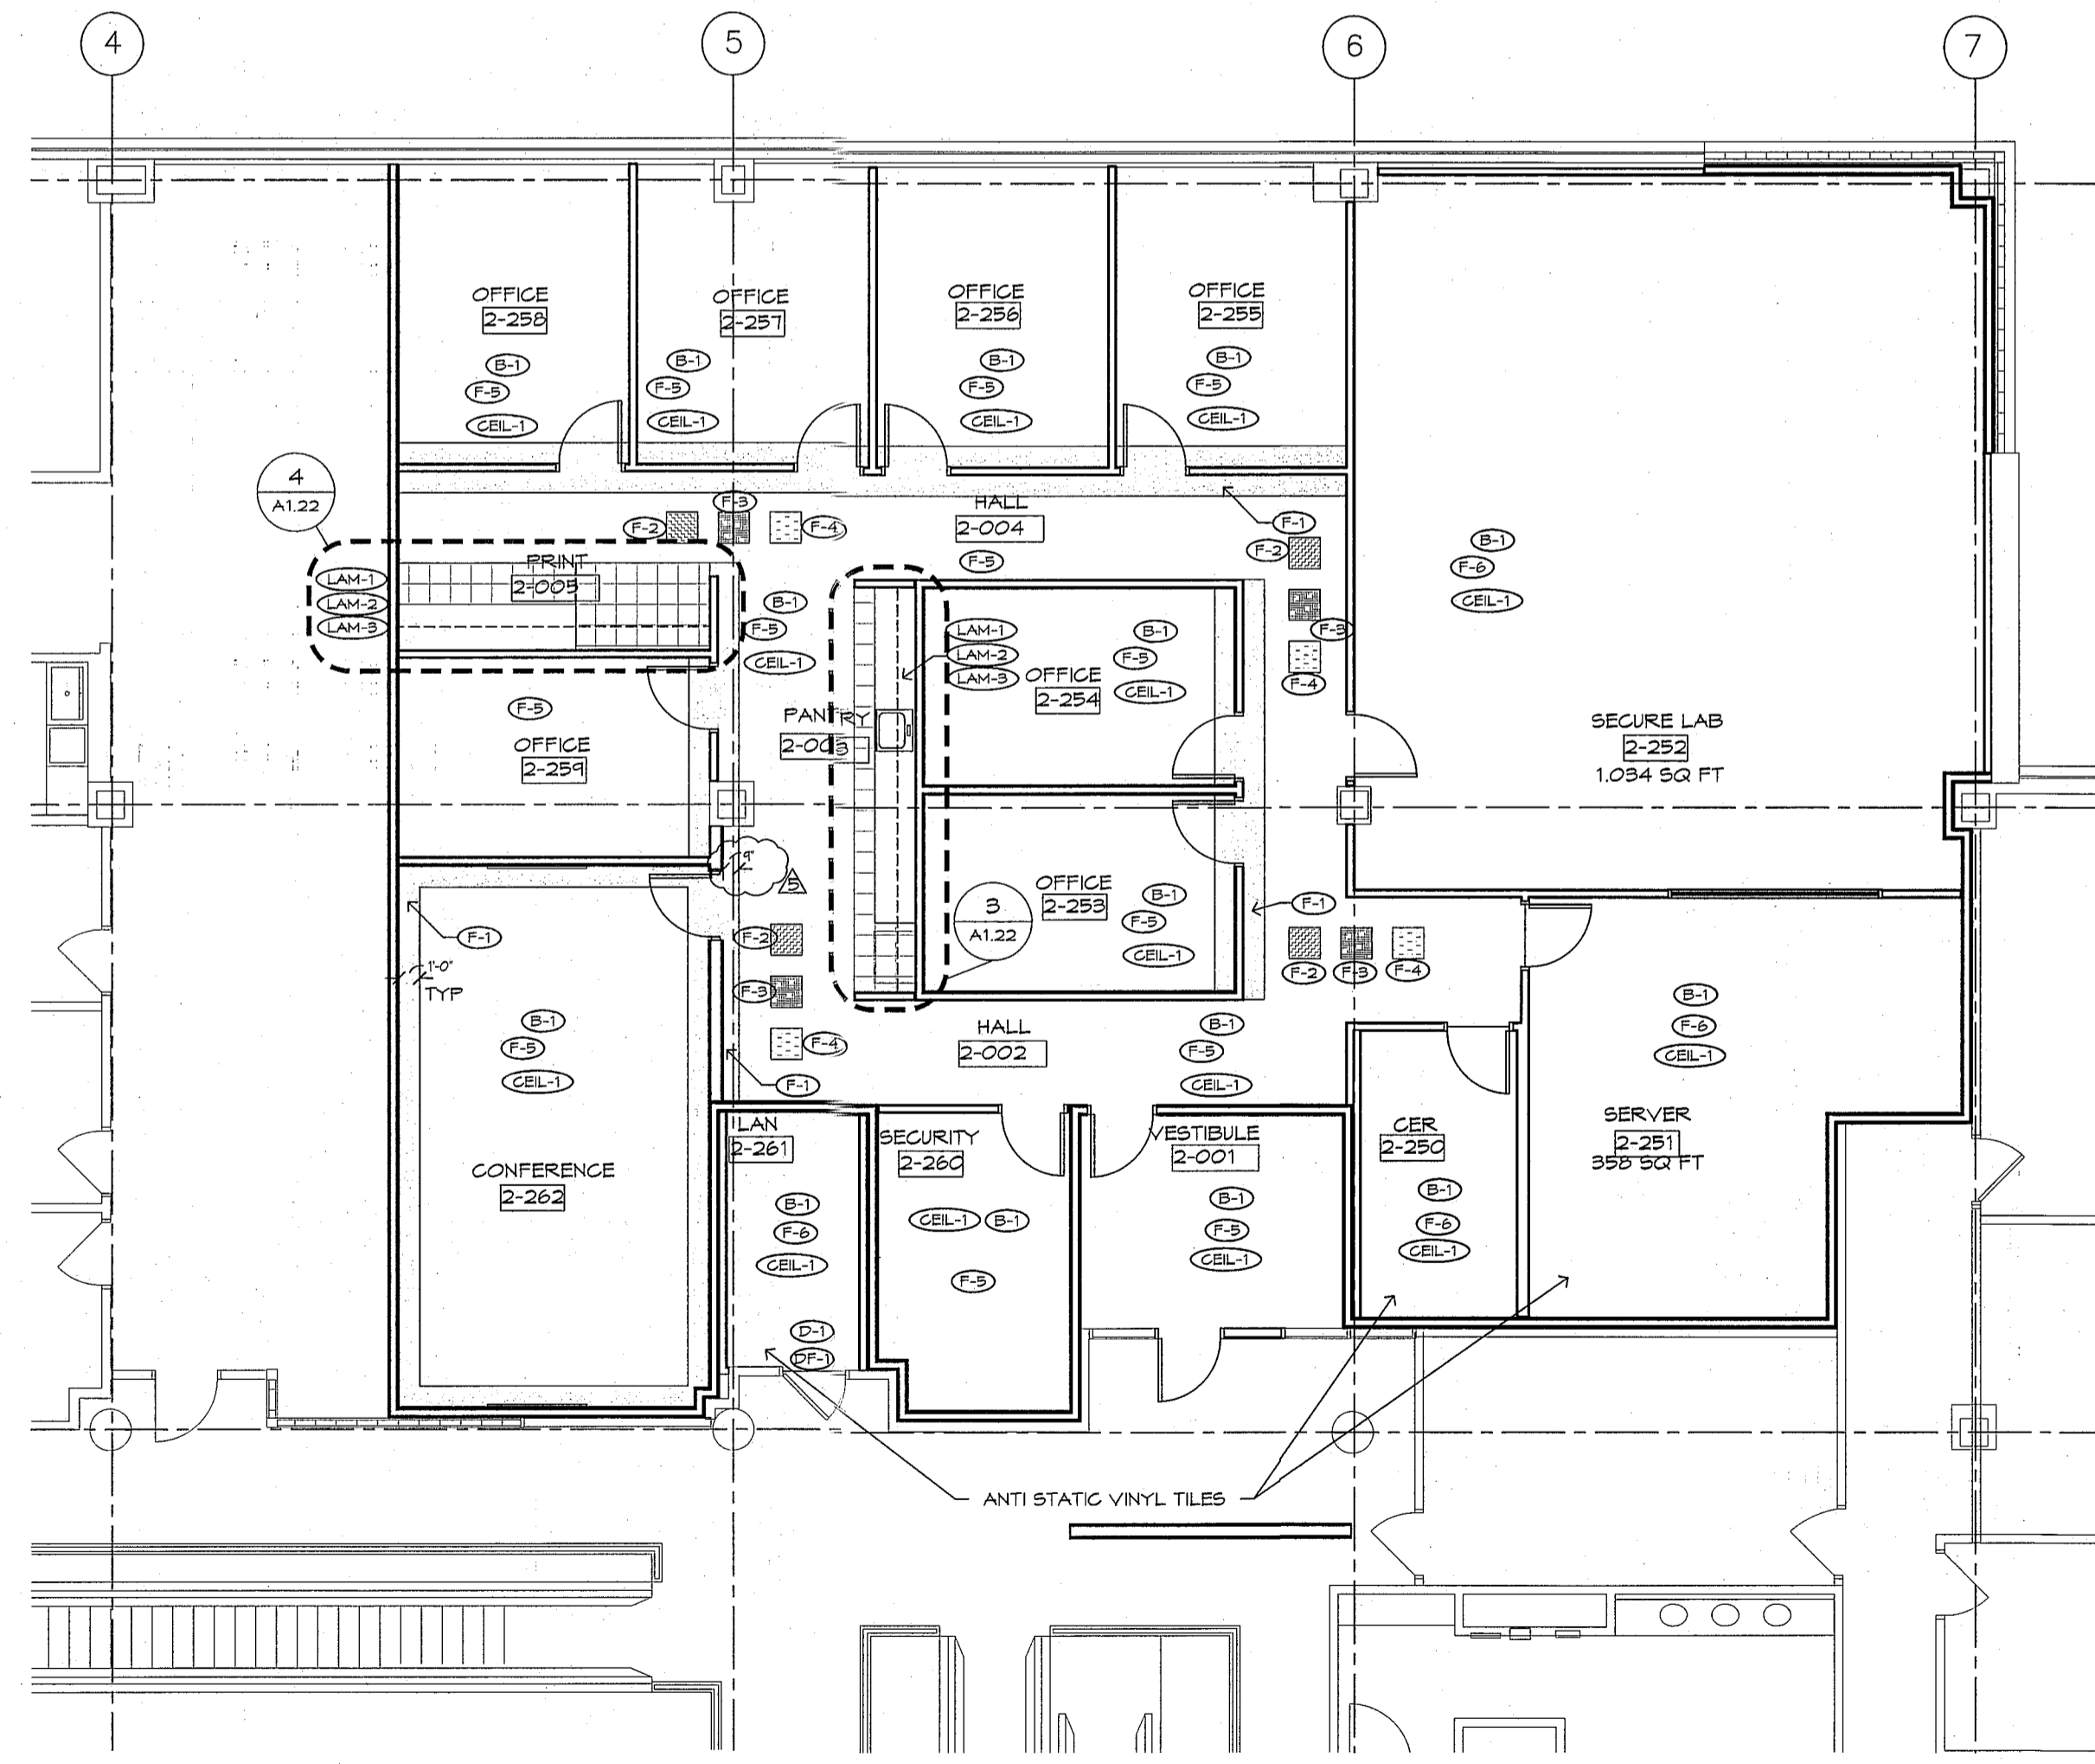 4
5
6
7
OFFICE
2-258
B-1
F-5
CEIL-1
OFFICE
2-257
B-1
F-5
CEIL-1
OFFICE
2-256
B-1
F-5
CEIL-1
OFFICE
2-255
B-1
F-5
CEIL-1
4
A1.22
F-2
F-3
F-4
HALL
2-004
F-5
F-1
F-2
F-3
F-4
PRINT
2-005
LAM-1
LAM-2
LAM-3
B-1
F-5
CEIL-1
LAM-1
LAM-2
LAM-3
B-1
F-5
CEIL-1
OFFICE
2-254
B-1
F-6
CEIL-1
SECURE LAB
2-252
1.034 SQ FT
F-5
OFFICE
2-259
PANTRY
2-003
9"
5
OFFICE
2-253
B-1
F-5
CEIL-1
3
A1.22
F-1
F-2
F-3
F-4
F-1
1'-0"
TYP
F-2
F-3
F-4
F-1
B-1
F-5
CEIL-1
CONFERENCE
2-262
HALL
2-002
B-1
F-5
CEIL-1
B-1
F-6
CEIL-1
SERVER
2-251
358 SQ FT
LAN
2-261
B-1
F-6
CEIL-1
D-1
DF-1
SECURITY
2-260
CEIL-1
B-1
F-5
VESTIBULE
2-001
B-1
F-5
CEIL-1
CER
2-250
B-1
F-6
CEIL-1
ANTI STATIC VINYL TILES